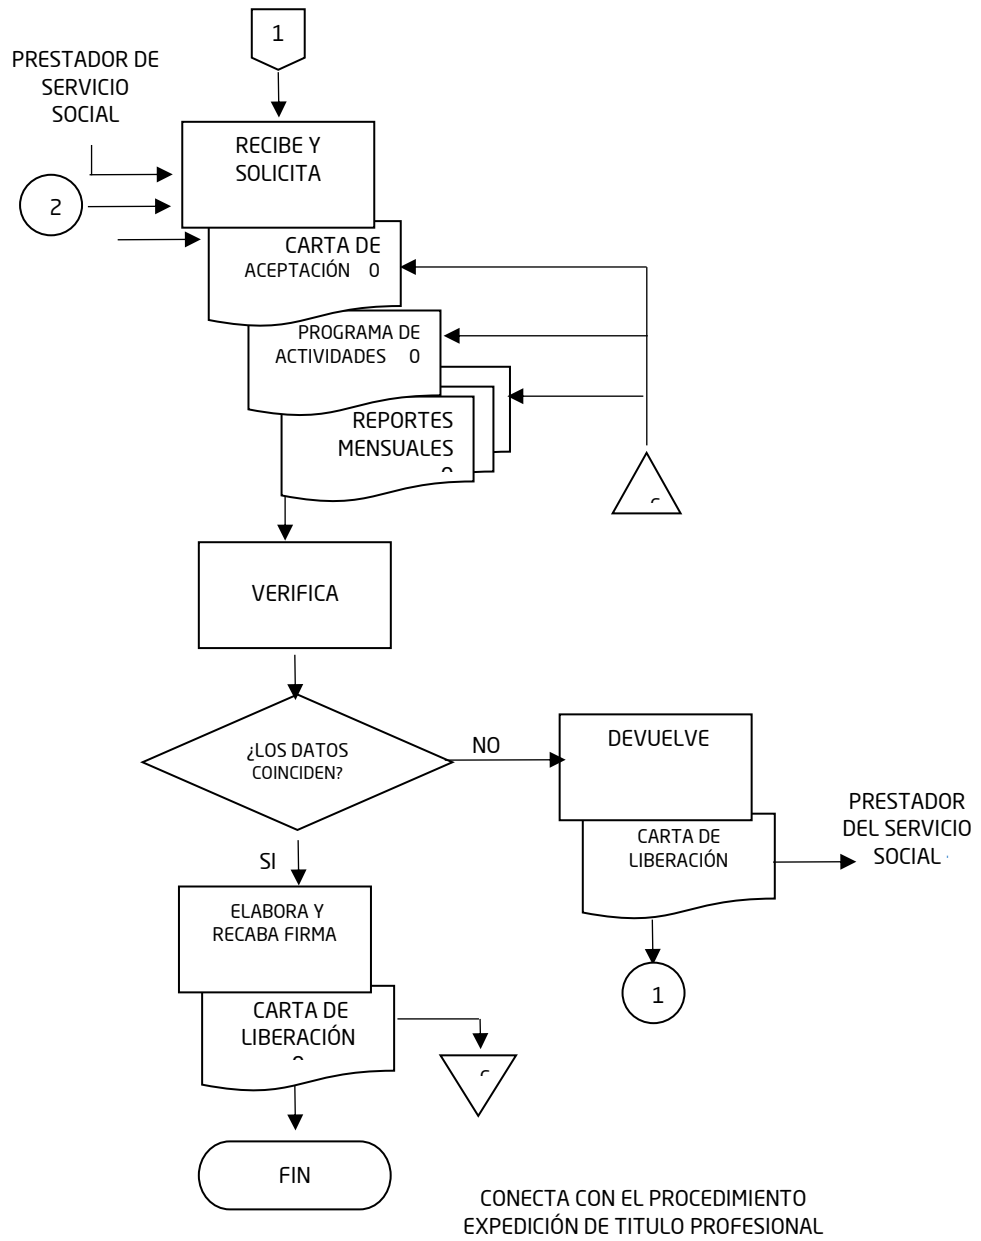 1
PRESTADOR DE
SERVICIO
SOCIAL
RECIBE Y
SOLICITA
2
CARTA DE
ACEPTACIÓN 0
PROGRAMA DE
ACTIVIDADES 0
REPORTES
MENSUALES
VERIFICA
¿LOS DATOS
COINCIDEN?
NO
DEVUELVE
CARTA DE
LIBERACIÓN
PRESTADOR
DEL SERVICIO
SOCIAL
SI
ELABORA Y
RECABA FIRMA
1
CARTA DE
LIBERACIÓN
FIN
CONECTA CON EL PROCEDIMIENTO
EXPEDICIÓN DE TITULO PROFESIONAL